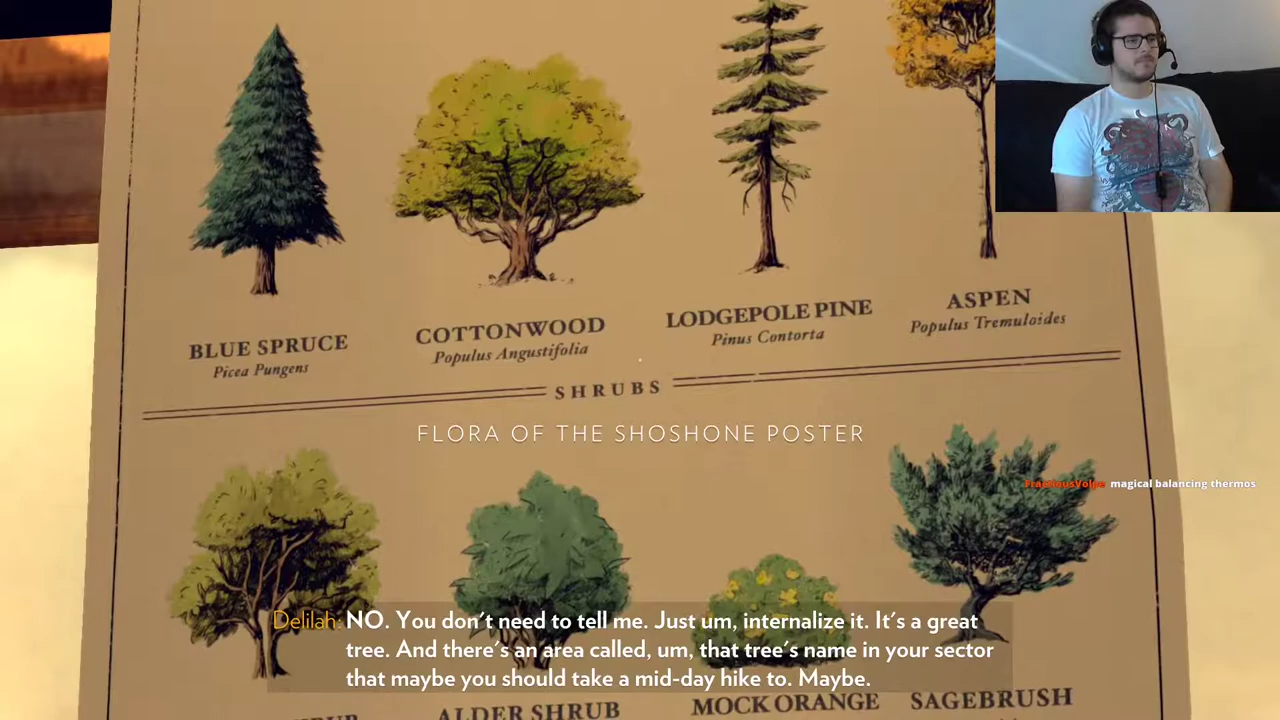 BLUE SPRUCE
Picea Pungens
COTTONWOOD
Populus Angustifolia
LODGEPOLE PINE
Pinus Contorta
ASPEN
Populus Tremuloides
SHRUBS
FLORA OF THE SHOSHONE POSTER
FractiousVolpe magical balancing thermos
Delilah: NO. You don't need to tell me. Just um, internalize it. It's a great
tree. And there's an area called, um, that tree's name in your sector
that maybe you should take a mid-day hike to. Maybe.
ALDER SHRUB
MOCK ORANGE
SAGEBRUSH